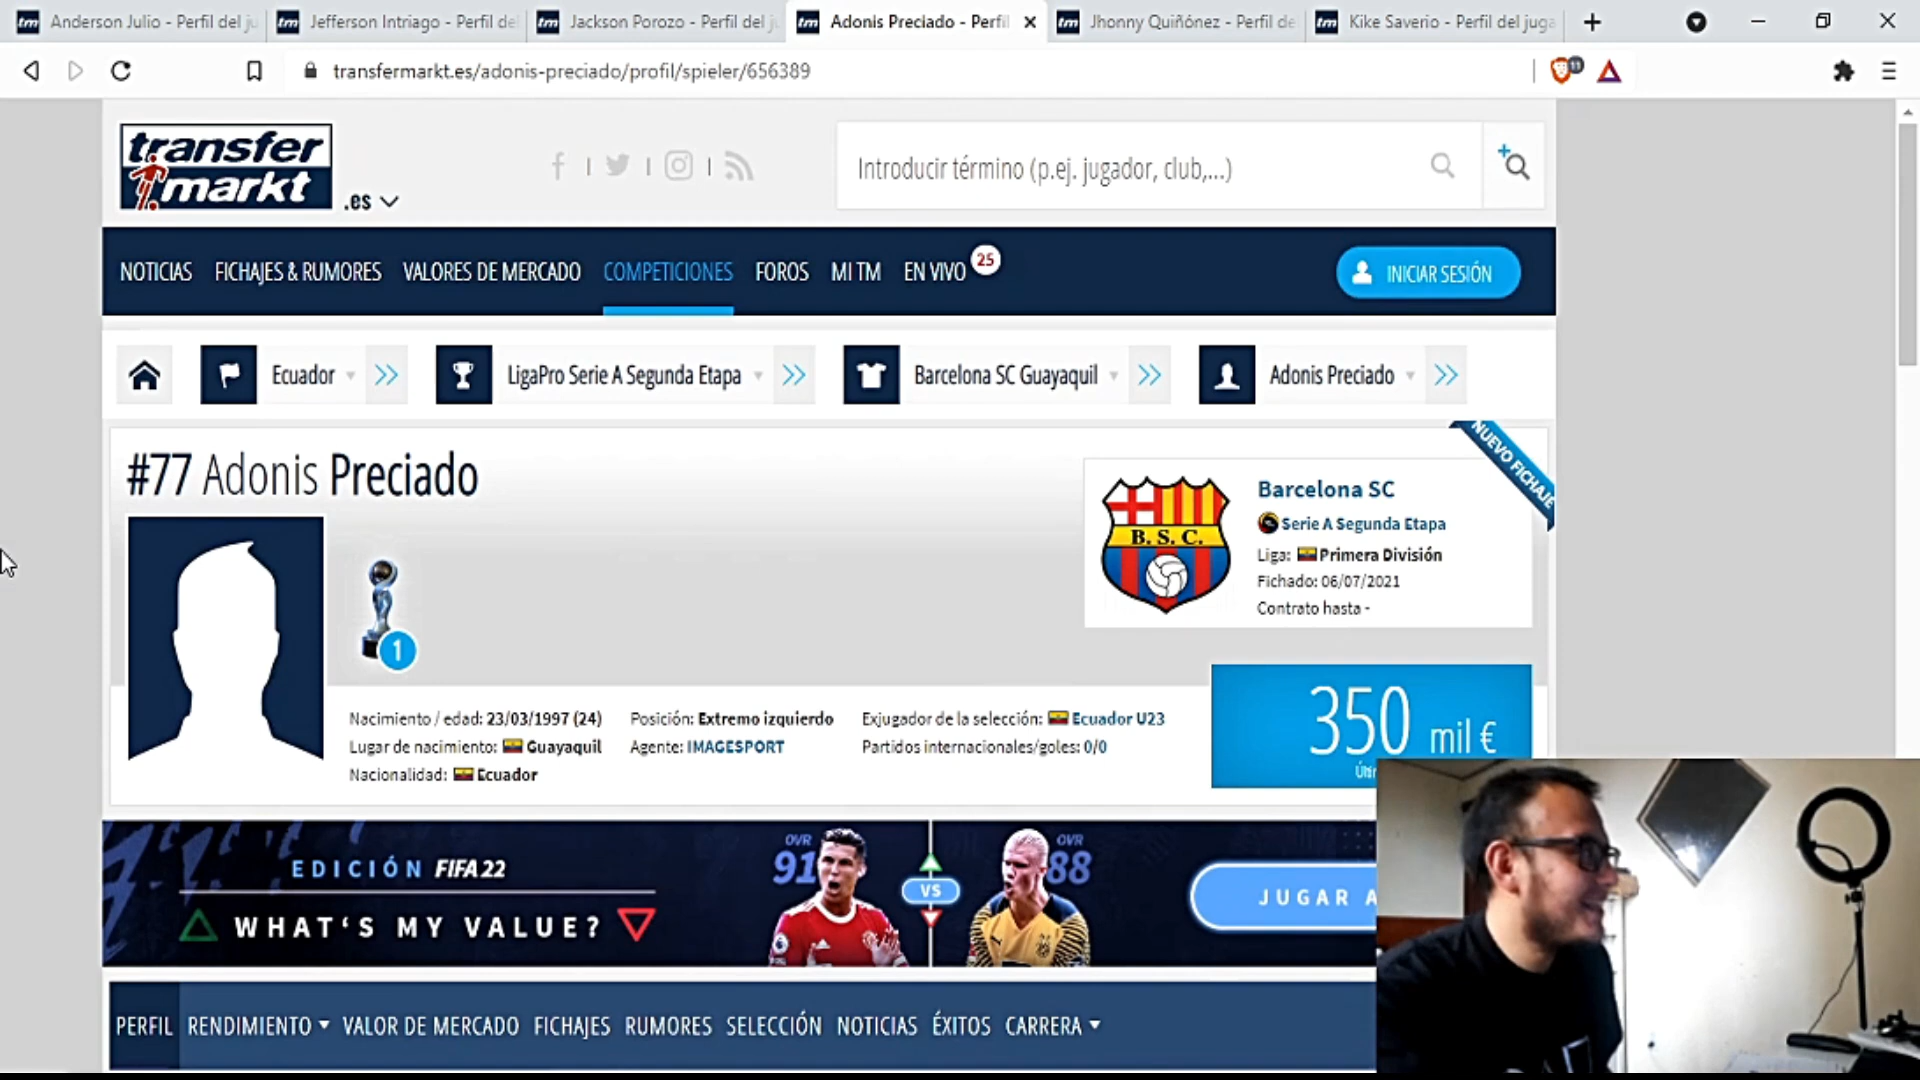 Anderson Julio - Perfil del ju
Jefferson Intriago - Perfil de
Jackson Porozo - Perfil del j
Adonis Preciado - Perfil
Jhonny Quiñónez - Perfil de
Kike Saverio - Perfil del juga
transfermarkt.es/adonis-preciado/profil/spieler/656389
11
transfer
markt
.es
Introducir término (p.ej. jugador, club,...)
NOTICIAS FICHAJES & RUMORES VALORES DE MERCADO COMPETICIONES FOROS MI TM EN VIVO 25
INICIAR SESIÓN
Ecuador
LigaPro Serie A Segunda Etapa
Barcelona SC Guayaquil
Adonis Preciado
#77 Adonis Preciado
NUEVO FICHAJE
B. S. C.
Barcelona SC
Serie A Segunda Etapa
Liga: Primera División
Fichado: 06/07/2021
Contrato hasta -
1
Nacimiento / edad: 23/03/1997 (24)
Lugar de nacimiento: Guayaquil
Nacionalidad: Ecuador
Posición: Extremo izquierdo
Agente: IMAGESPORT
Exjugador de la selección: Ecuador U23
Partidos internacionales/goles: 0/0
350 mil €
EDICIÓN FIFA 22
WHAT'S MY VALUE?
OVR
91
VS
OVR
88
JUGAR A
PERFIL RENDIMIENTO VALOR DE MERCADO FICHAJES RUMORES SELECCIÓN NOTICIAS ÉXITOS CARRERA